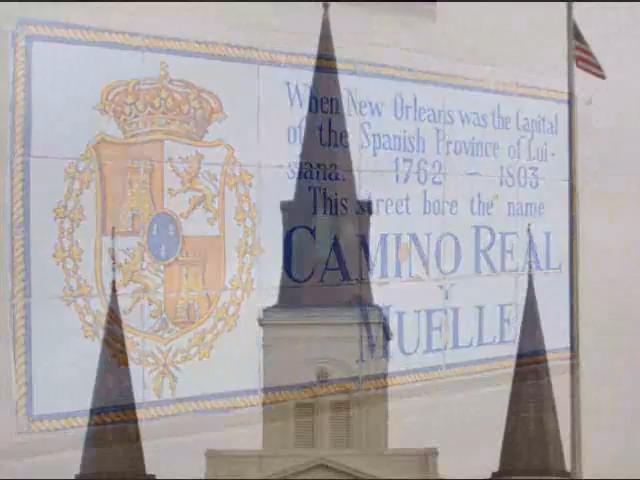 When New Orleans was the Capital
of the Spanish Province of Loui-
siana. 1762 – 1803
This street bore the name
CAMINO REAL
Y
MUELLE